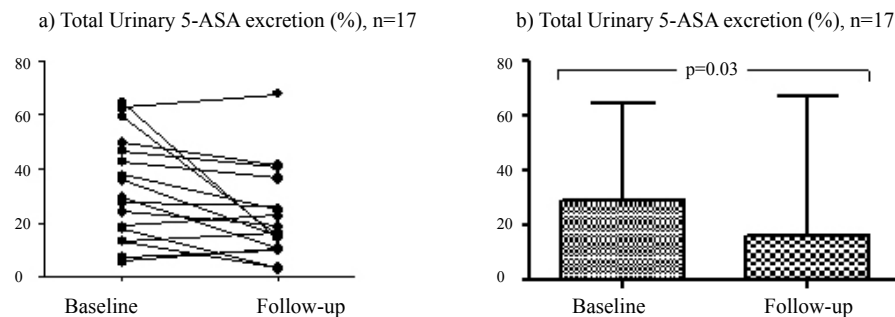 a) Total Urinary 5-ASA excretion (%), n=17
80
60
40
20
0
Baseline Follow-up
b) Total Urinary 5-ASA excretion (%), n=17
80
60
40
20
0
p=0.03
Baseline Follow-up